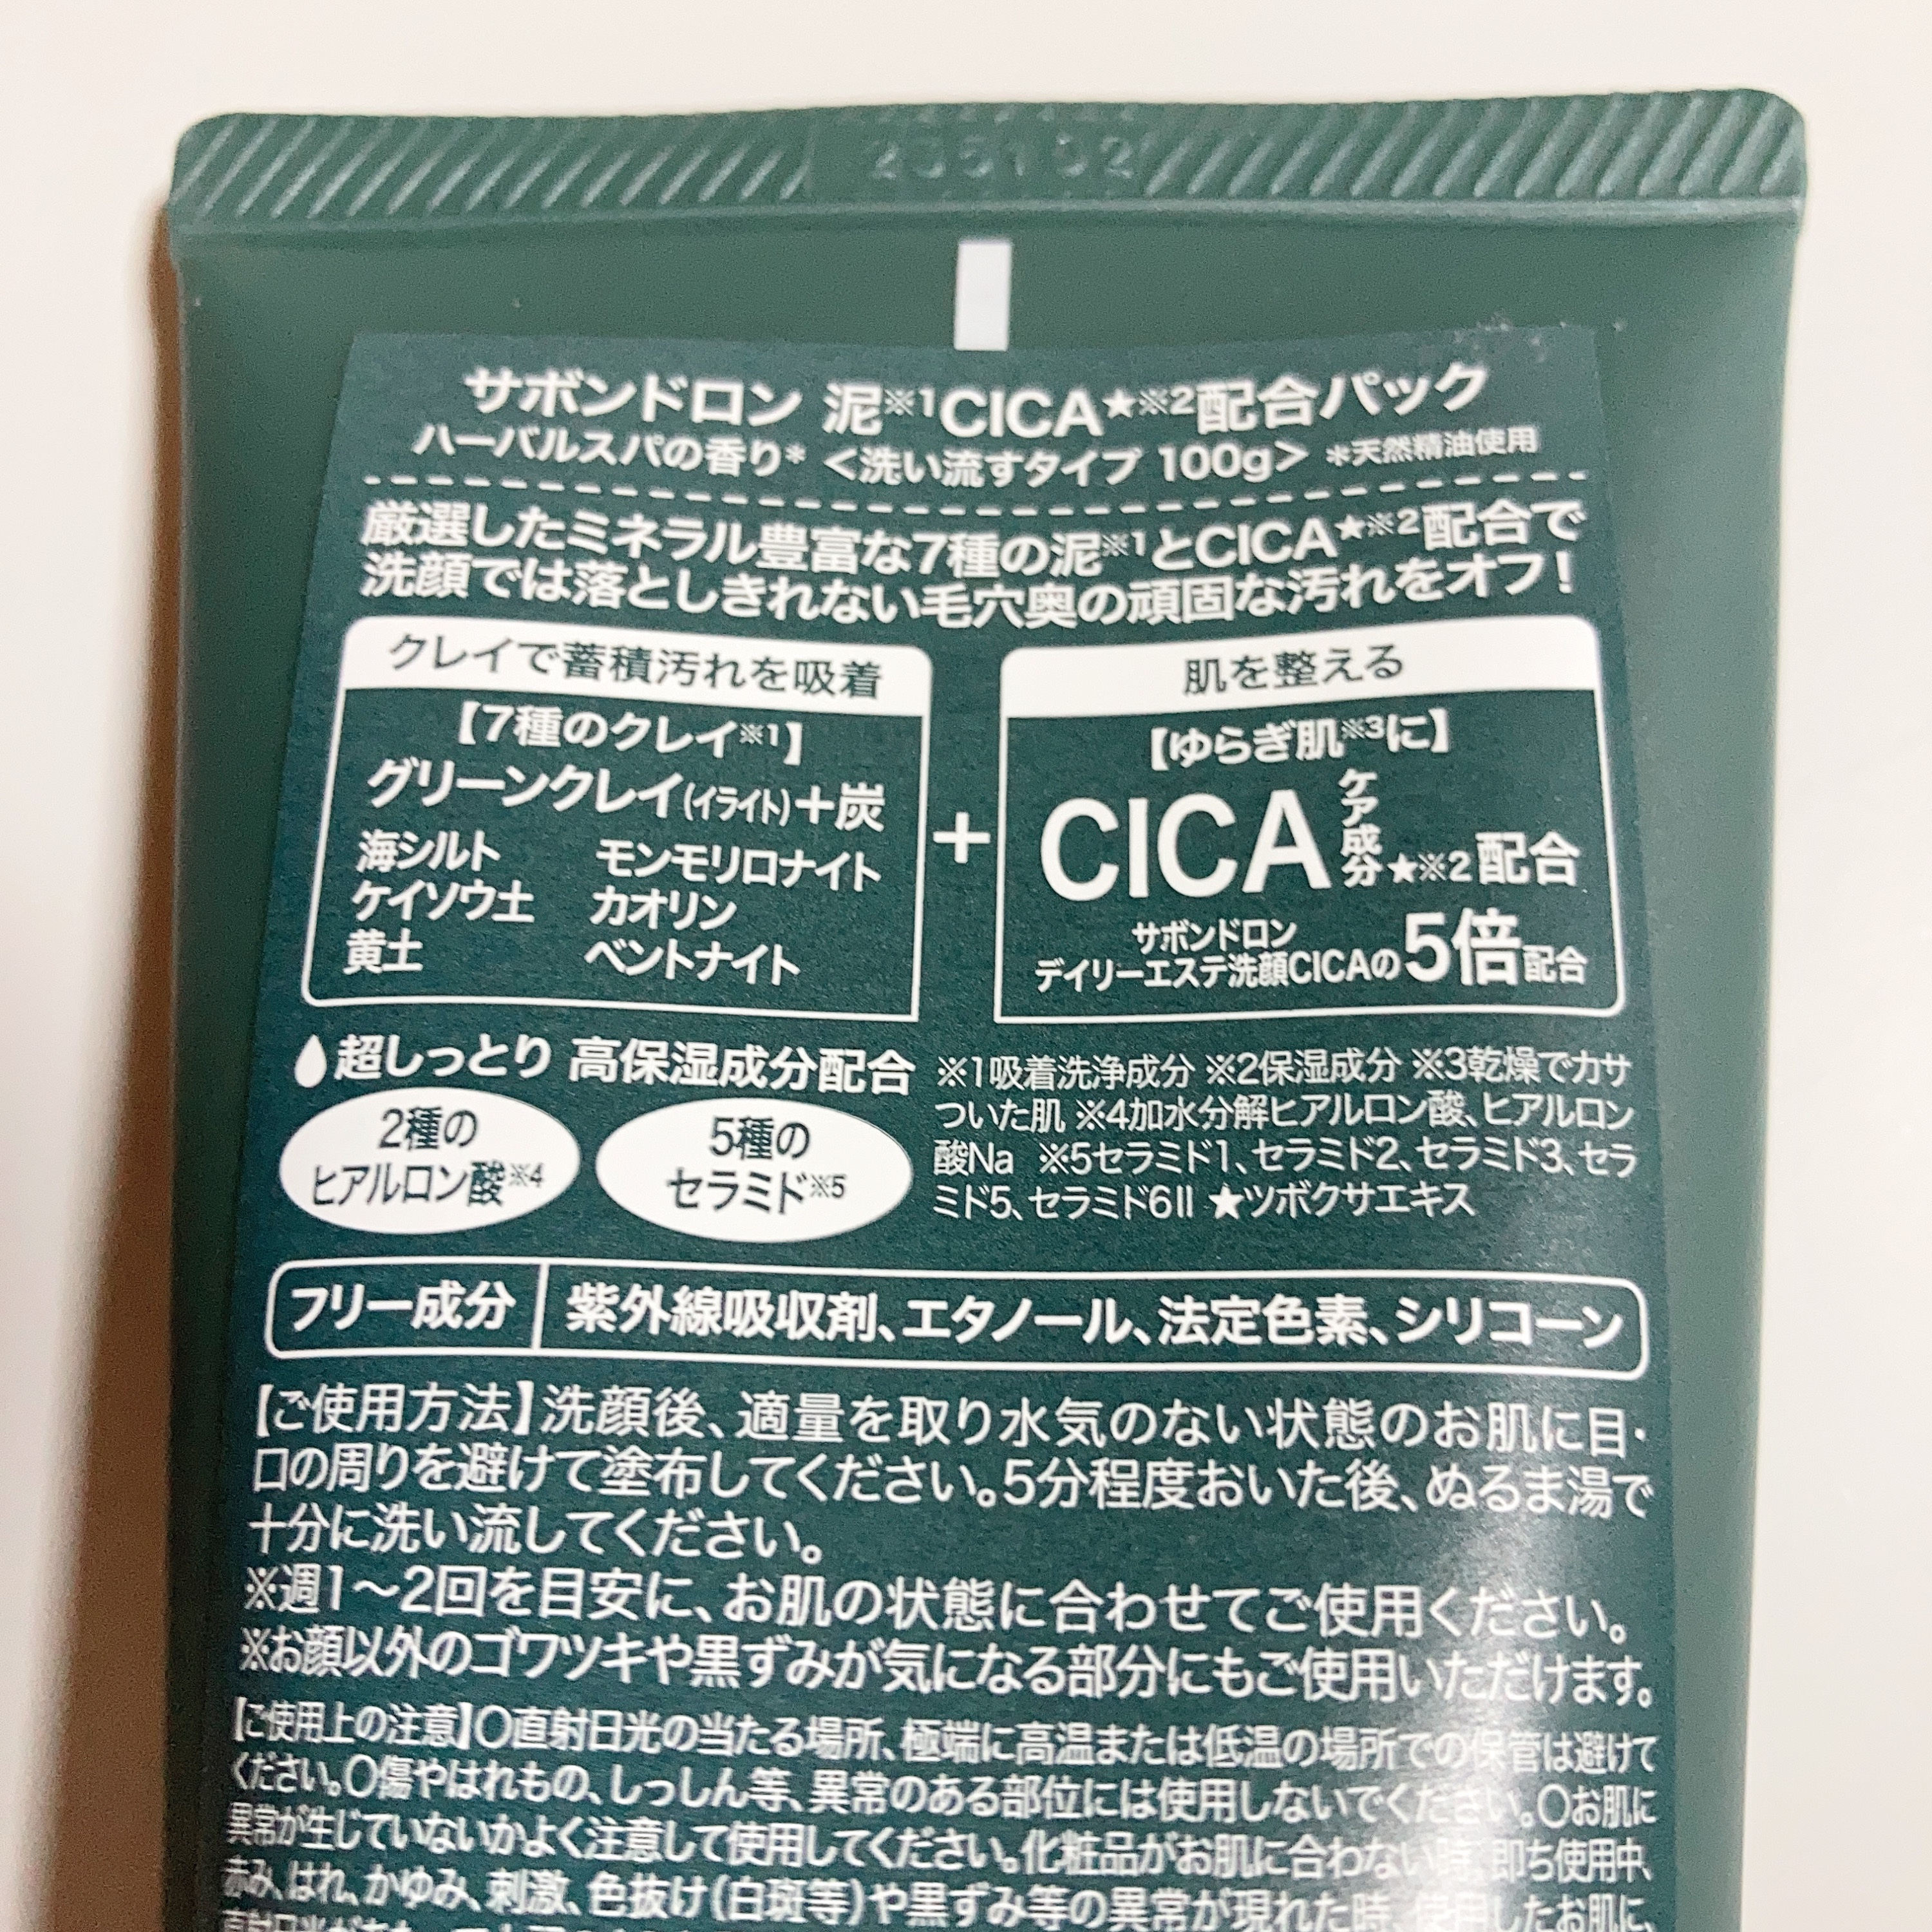 サボンドロン 泥※1CICA★※2配合パック
ハーバルスパの香り* <洗い流すタイプ 100g> *天然精油使用
厳選したミネラル豊富な7種の泥※1とCICA★※2配合で
洗顔では落としきれない毛穴奥の頑固な汚れをオフ!
クレイで蓄積汚れを吸着
【7種のクレイ※1】
グリーンクレイ(イライト)+炭
海シルト モンモリロナイト
ケイソウ土 カオリン
黄土 ベントナイト
+
肌を整える
【ゆらぎ肌※3に】
CICAケア成分★※2配合
サボンドロン
デイリーエステ洗顔CICAの5倍配合
超しっとり 高保湿成分配合
2種の
ヒアルロン酸※4
5種の
セラミド※5
※1吸着洗浄成分 ※2保湿成分 ※3乾燥でカサ
ついた肌 ※4加水分解ヒアルロン酸、ヒアルロン
酸Na ※5セラミド1、セラミド2、セラミド3、セラ
ミド5、セラミド6II ★ツボクサエキス
フリー成分 紫外線吸収剤、エタノール、法定色素、シリコーン
【ご使用方法】洗顔後、適量を取り水気のない状態のお肌に目・
口の周りを避けて塗布してください。5分程度おいた後、ぬるま湯で
十分に洗い流してください。
※週1〜2回を目安に、お肌の状態に合わせてご使用ください。
※お顔以外のゴワツキや黒ずみが気になる部分にもご使用いただけます。
【ご使用上の注意】○直射日光の当たる場所、極端に高温または低温の場所での保管は避けて
ください。○傷やはれもの、しっしん等、異常のある部位には使用しないでください。○お肌に
異常が生じていないかよく注意して使用してください。化粧品がお肌に合わない時、即ち使用中、
赤み、はれ、かゆみ、刺激、色抜け(白斑等)や黒ずみ等の異常が現れた時、使用したお肌に、